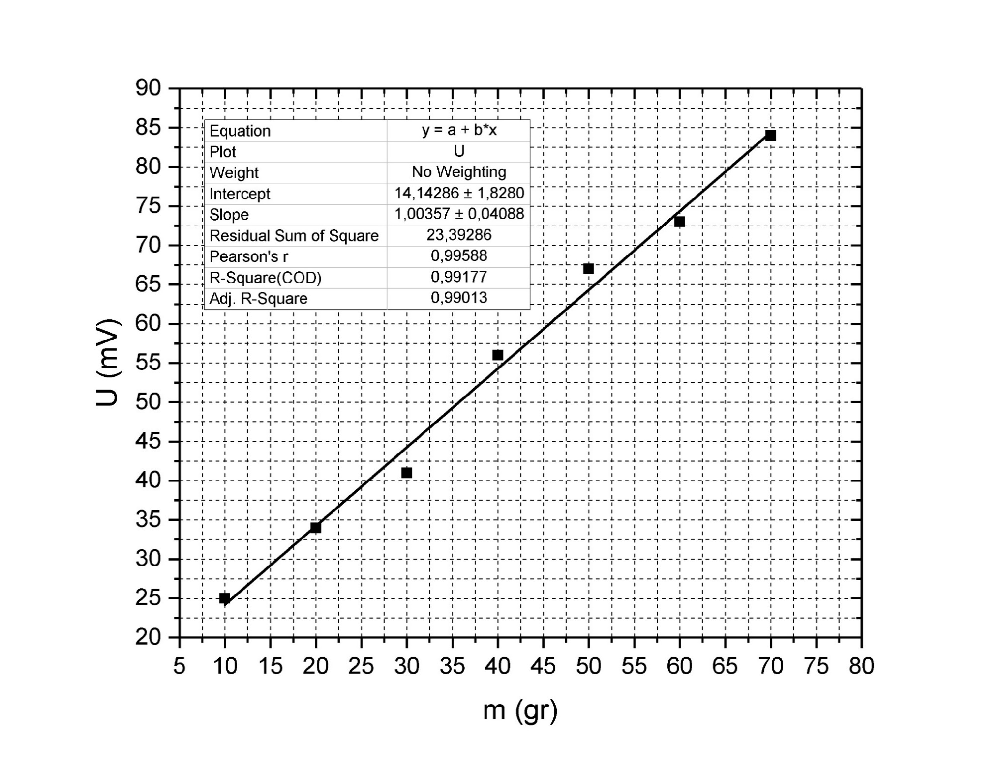 90
85
80
75
70
65
60
55
50
45
40
35
30
25
20
U (mV)
Equation y = a + b*x
Plot U
Weight No Weighting
Intercept 14,14286 ± 1,8280
Slope 1,00357 ± 0,04088
Residual Sum of Square 23,39286
Pearson's r 0,99588
R-Square(COD) 0,99177
Adj. R-Square 0,99013
5 10 15 20 25 30 35 40 45 50 55 60 65 70 75 80
m (gr)